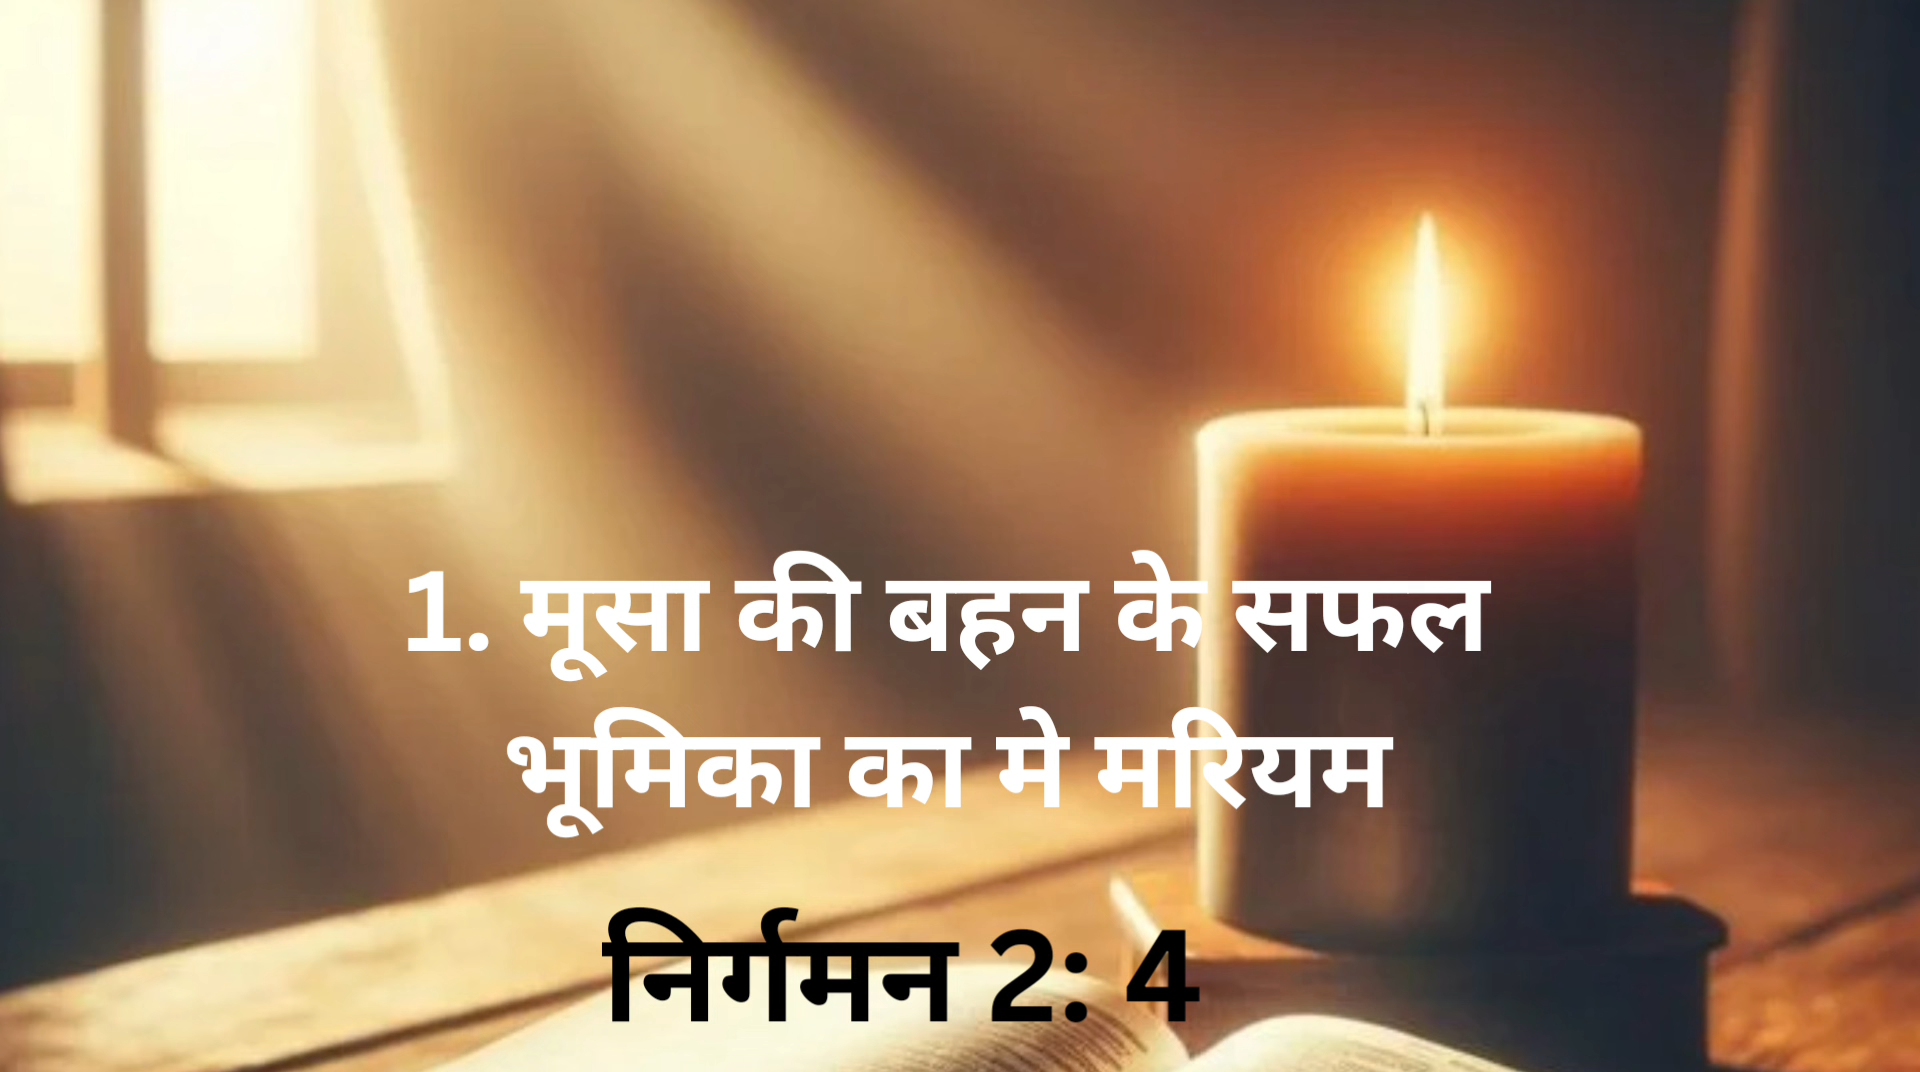 1. मूसा की बहन के सफल
भूमिका का मे मरियम
निर्गमन 2: 4